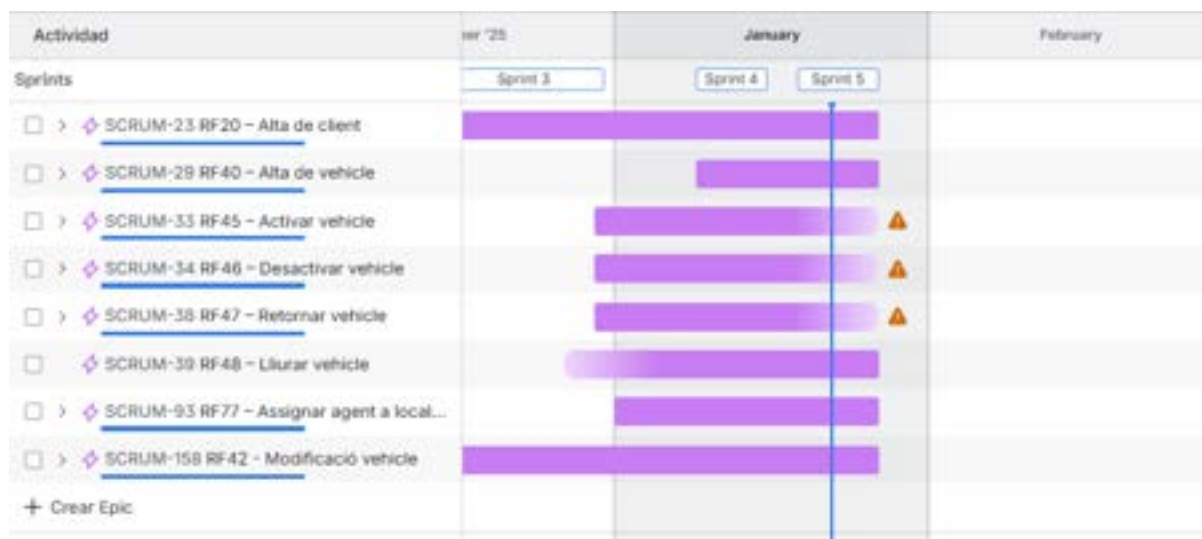 Actividad
er '25
January
February
Sprints
Sprint 3
Sprint 4
Sprint 5
SCRUM-23 RF20 – Alta de client
SCRUM-29 RF40 – Alta de vehicle
SCRUM-33 RF45 – Activar vehicle
SCRUM-34 RF46 – Desactivar vehicle
SCRUM-38 RF47 – Retornar vehicle
SCRUM-39 RF48 – Lliurar vehicle
SCRUM-93 RF77 – Assignar agent a local...
SCRUM-158 RF42 - Modificació vehicle
+ Crear Epic